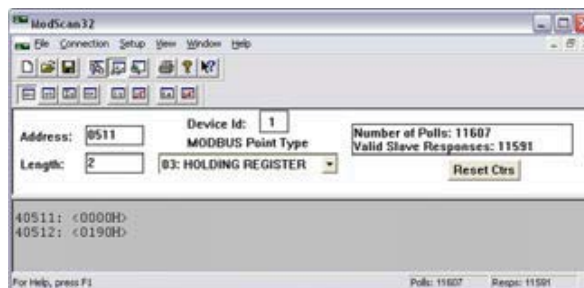 ModScan32
File Connection Setup View Window Help
Address: 0511
Device Id: 1
MODBUS Point Type
Length: 2
03: HOLDING REGISTER
Number of Polls: 11607
Valid Slave Responses: 11591
Reset Ctrs
40511: <0000H>
40512: <0190H>
For Help, press F1
Polls: 11607
Resps: 11591